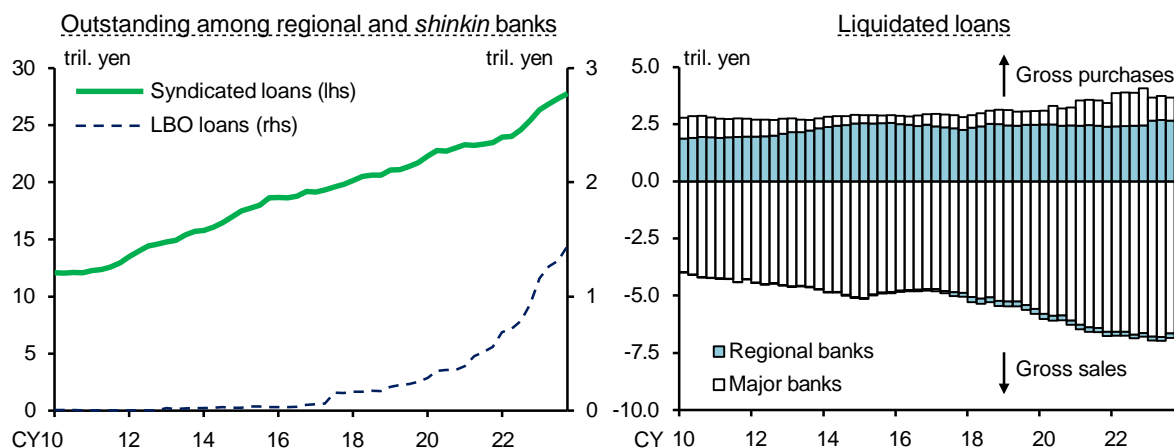 Outstanding among regional and shinkin banks
tril. yen
tril. yen
30
25
20
15
10
5
0
3
2
1
0
Syndicated loans (lhs)
LBO loans (rhs)
CY10 12 14 16 18 20 22
Liquidated loans
tril. yen
5.0
2.5
0.0
-2.5
-5.0
-7.5
-10.0
Gross purchases
Regional banks
Major banks
Gross sales
CY 10 12 14 16 18 20 22